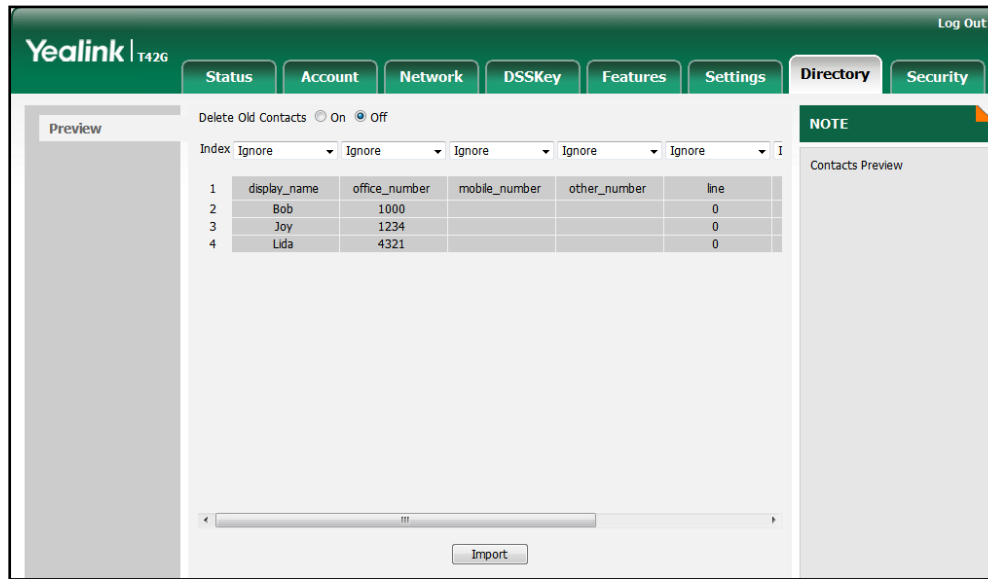 Log Out
Yealink T42G
Status Account Network DSSKey Features Settings Directory Security
Preview
Delete Old Contacts On Off
NOTE
Index Ignore Ignore Ignore Ignore Ignore
Contacts Preview
1 display_name office_number mobile_number other_number line
2 Bob 1000 0
3 Joy 1234 0
4 Lida 4321 0
Import